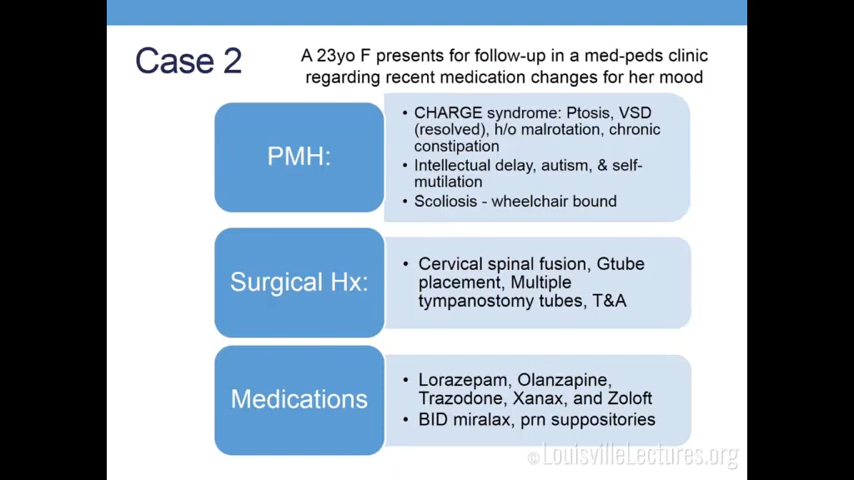 Case 2
A 23yo F presents for follow-up in a med-peds clinic
regarding recent medication changes for her mood
PMH:
• CHARGE syndrome: Ptosis, VSD
(resolved), h/o malrotation, chronic
constipation
• Intellectual delay, autism, & self-
mutilation
• Scoliosis - wheelchair bound
Surgical Hx:
• Cervical spinal fusion, Gtube
placement, Multiple
tympanostomy tubes, T&A
Medications
• Lorazepam, Olanzapine,
Trazodone, Xanax, and Zoloft
• BID miralax, prn suppositories
©LouisvilleLectures.org